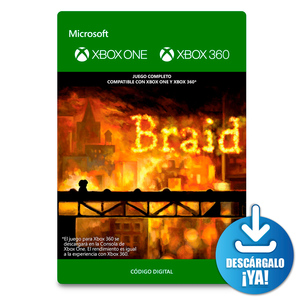 Microsoft
XBOX ONE XBOX 360
JUEGO COMPLETO
COMPATIBLE CON XBOX ONE Y XBOX 360*
Braid
*El juego para Xbox 360 se
descargará en la Consola de
Xbox One. El rendimiento es igual
a la experiencia con Xbox 360.
CÓDIGO DIGITAL
DESCÁRGALO
¡YA!